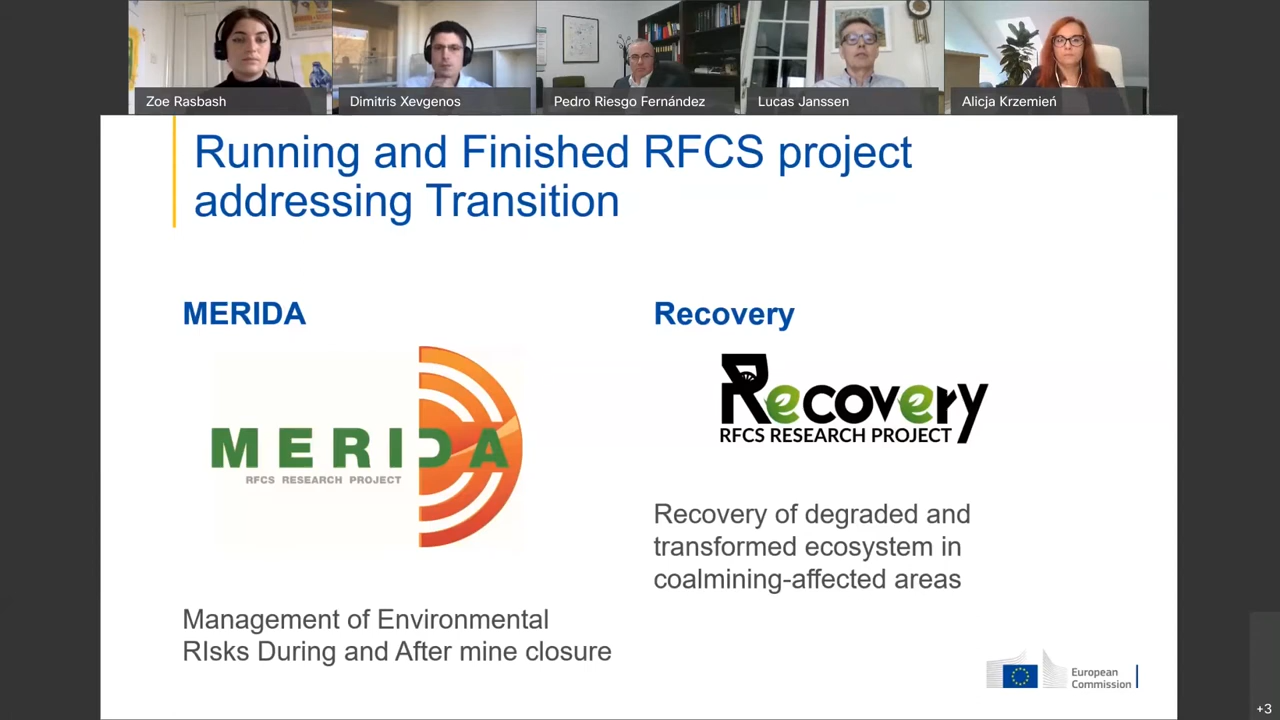 Zoe Rasbash
Dimitris Xevgenos
Pedro Riesgo Fernández
Lucas Janssen
Alicja Krzemień
Running and Finished RFCS project
addressing Transition
MERIDA
MERIDA
RFCS RESEARCH PROJECT
Management of Environmental
RIsks During and After mine closure
Recovery
Recovery
RFCS RESEARCH PROJECT
Recovery of degraded and
transformed ecosystem in
coalmining-affected areas
European
Commission
+3